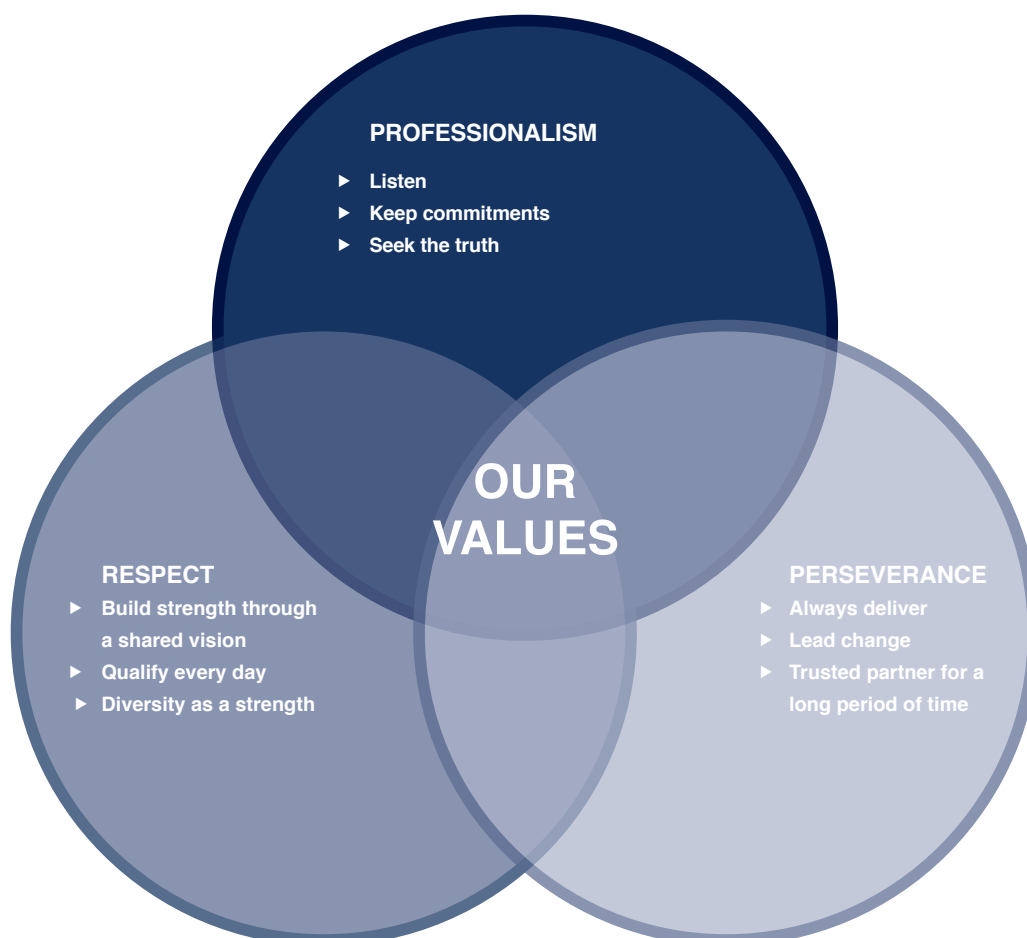 PROFESSIONALISM
▶ Listen
▶ Keep commitments
▶ Seek the truth
OUR
VALUES
RESPECT
▶ Build strength through
a shared vision
▶ Qualify every day
▶ Diversity as a strength
PERSEVERANCE
▶ Always deliver
▶ Lead change
▶ Trusted partner for a
long period of time